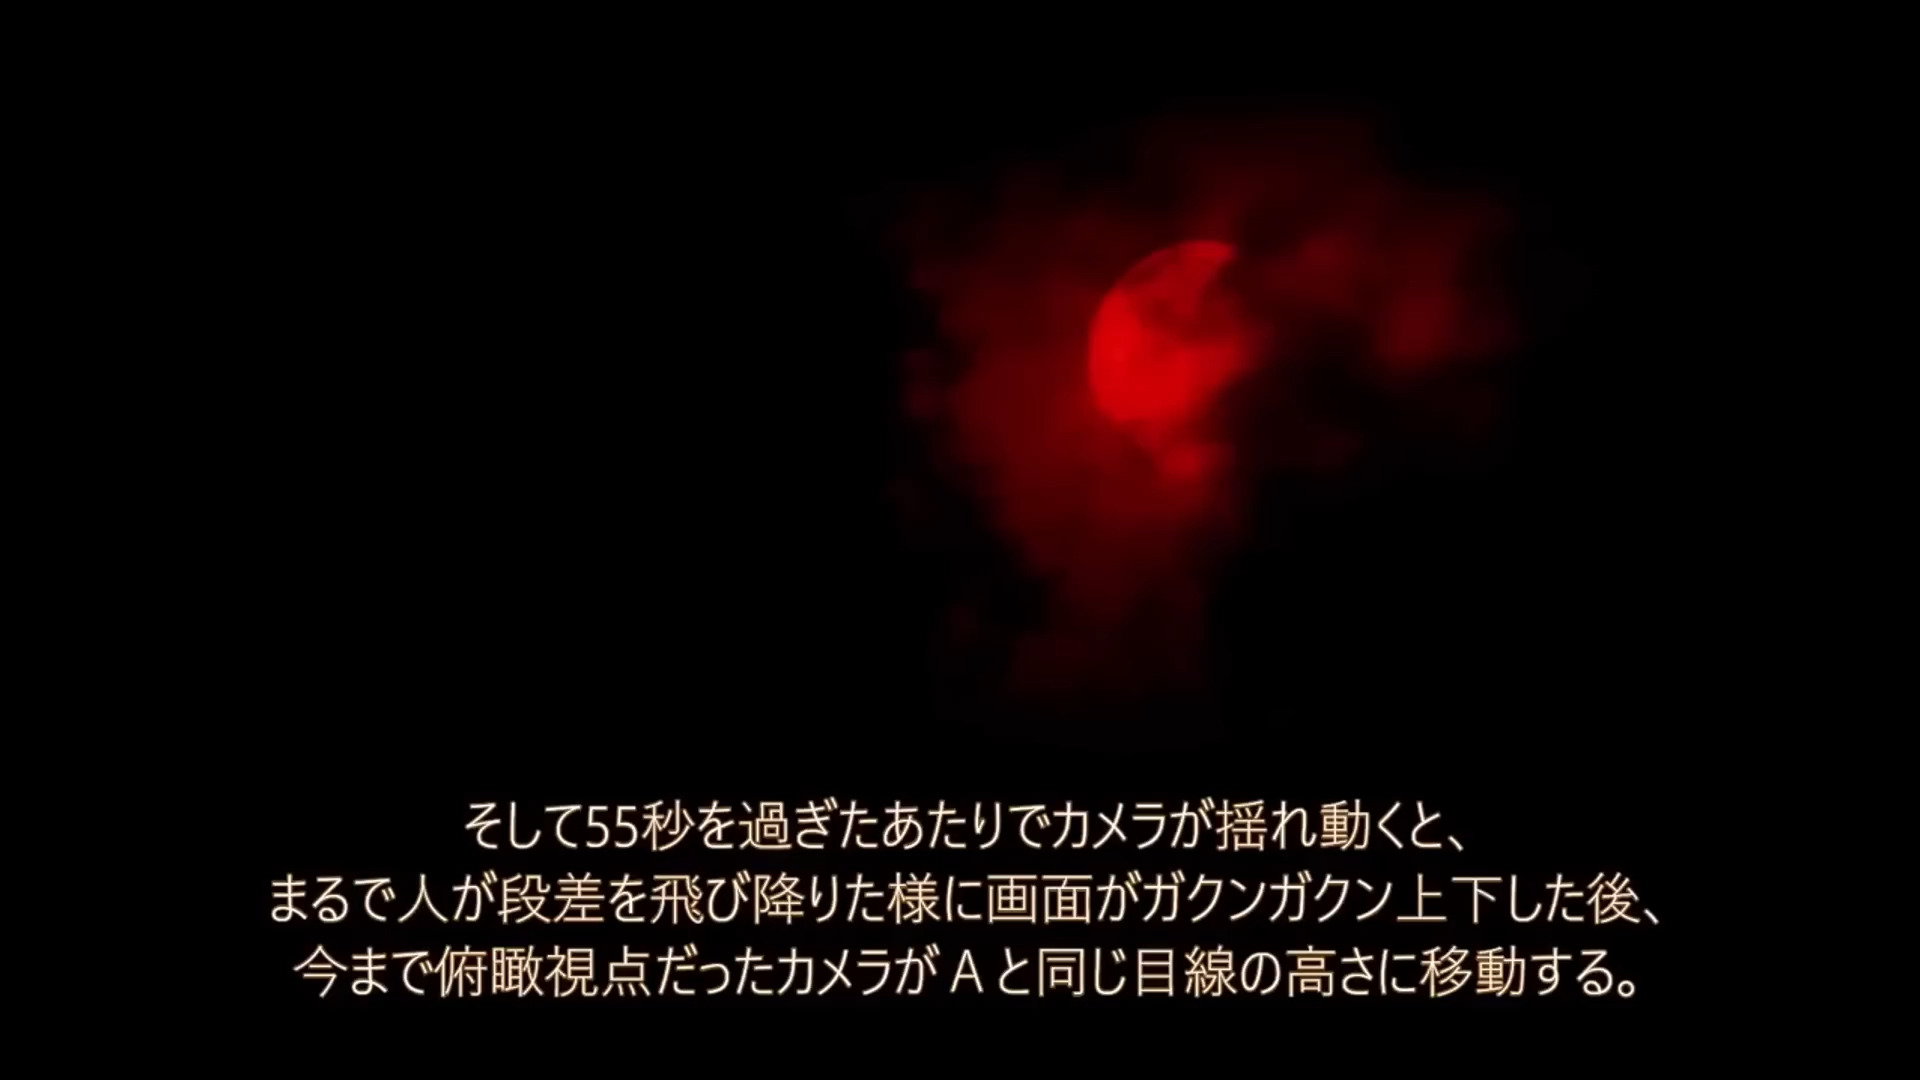 そして55秒を過ぎたあたりでカメラが揺れ動くと、
まるで人が段差を飛び降りた様に画面がガクンガクン上下した後、
今まで俯瞰視点だったカメラがAと同じ目線の高さに移動する。